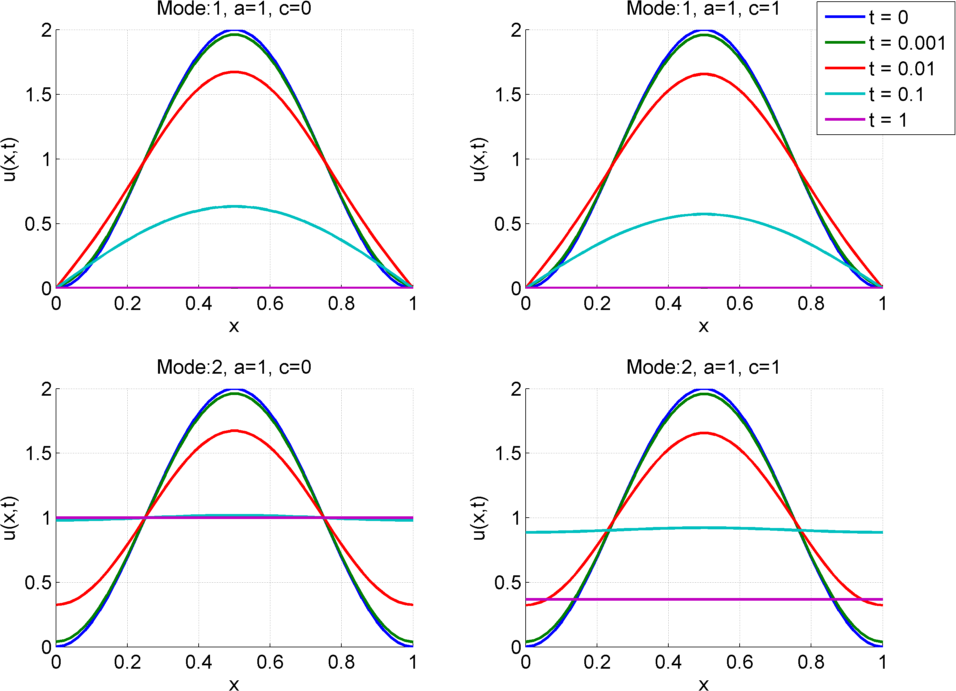 Mode:1, a=1, c=0
2
1.5
1
0.5
0
u(x,t)
0 0.2 0.4 0.6 0.8 1
x
Mode:1, a=1, c=1
2
1.5
1
0.5
0
u(x,t)
0 0.2 0.4 0.6 0.8 1
x
t = 0
t = 0.001
t = 0.01
t = 0.1
t = 1
Mode:2, a=1, c=0
2
1.5
1
0.5
0
u(x,t)
0 0.2 0.4 0.6 0.8 1
x
Mode:2, a=1, c=1
2
1.5
1
0.5
0
u(x,t)
0 0.2 0.4 0.6 0.8 1
x